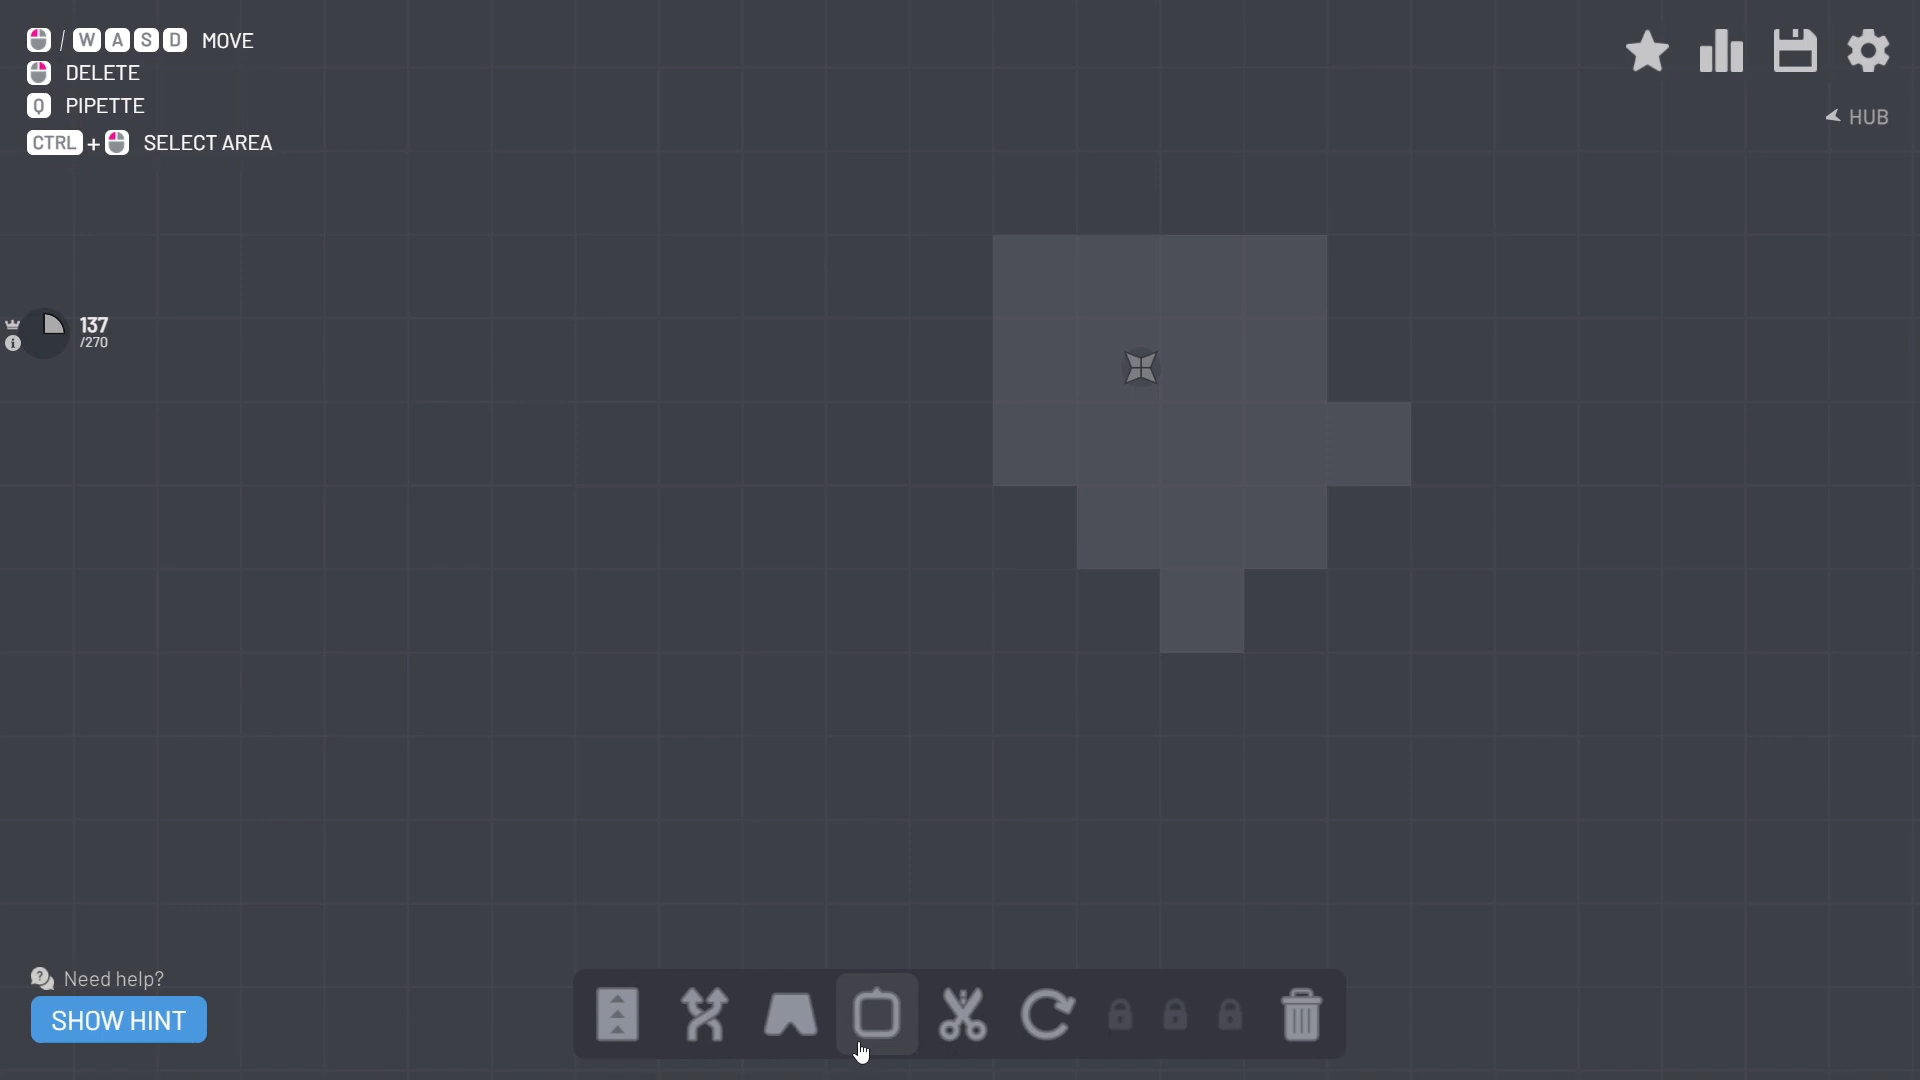 / W A S D MOVE
DELETE
Q PIPETTE
CTRL + SELECT AREA
HUB
137
/270
Need help?
SHOW HINT